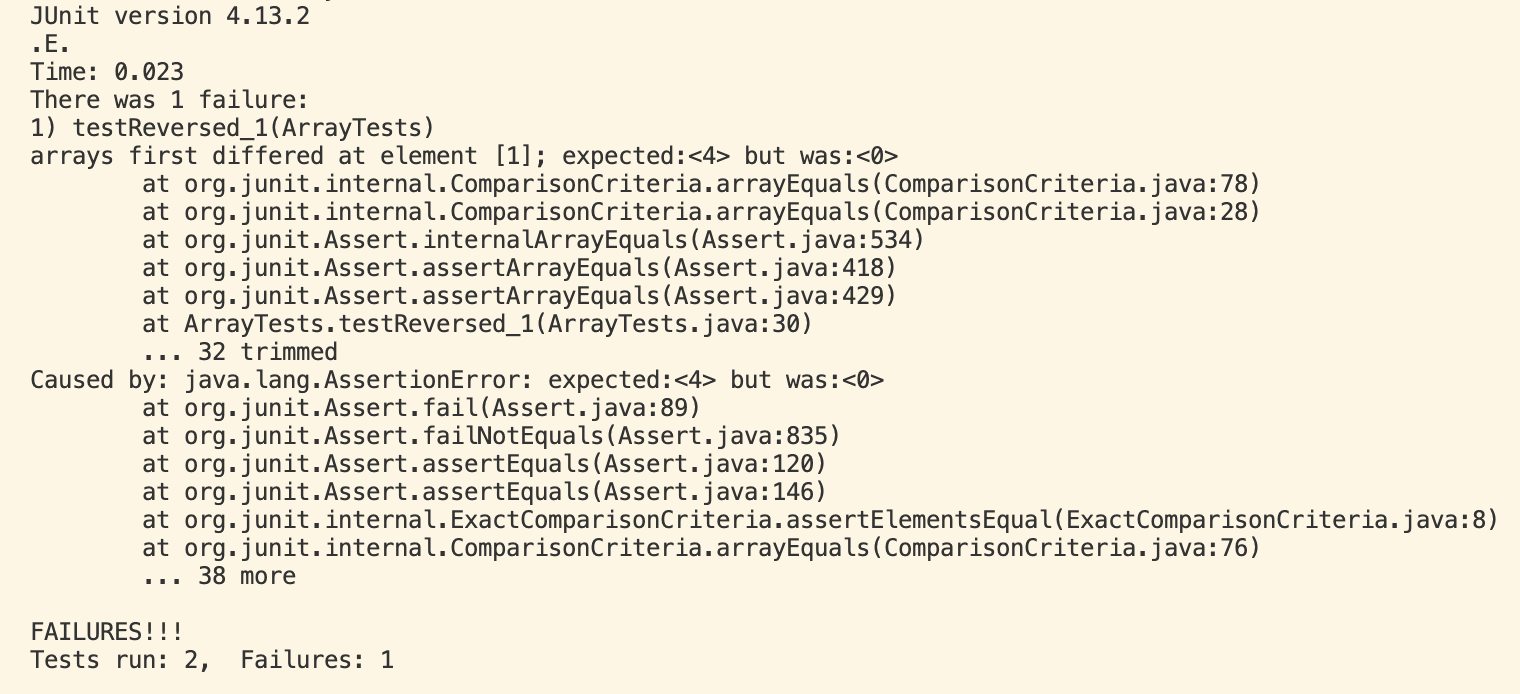 JUnit version 4.13.2
.E.
Time: 0.023
There was 1 failure:
1) testReversed_1(ArrayTests)
arrays first differed at element [1]; expected:<4> but was:<0>
        at org.junit.internal.ComparisonCriteria.arrayEquals(ComparisonCriteria.java:78)
        at org.junit.internal.ComparisonCriteria.arrayEquals(ComparisonCriteria.java:28)
        at org.junit.Assert.internalArrayEquals(Assert.java:534)
        at org.junit.Assert.assertArrayEquals(Assert.java:418)
        at org.junit.Assert.assertArrayEquals(Assert.java:429)
        at ArrayTests.testReversed_1(ArrayTests.java:30)
        ... 32 trimmed
Caused by: java.lang.AssertionError: expected:<4> but was:<0>
        at org.junit.Assert.fail(Assert.java:89)
        at org.junit.Assert.failNotEquals(Assert.java:835)
        at org.junit.Assert.assertEquals(Assert.java:120)
        at org.junit.Assert.assertEquals(Assert.java:146)
        at org.junit.internal.ExactComparisonCriteria.assertElementsEqual(ExactComparisonCriteria.java:8)
        at org.junit.internal.ComparisonCriteria.arrayEquals(ComparisonCriteria.java:76)
        ... 38 more

FAILURES!!!
Tests run: 2,  Failures: 1